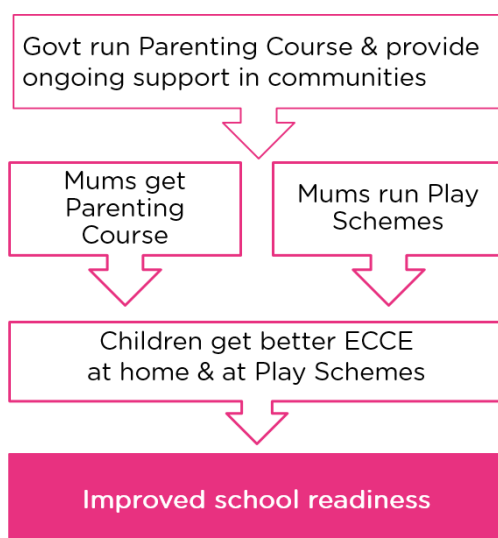 Govt run Parenting Course & provide
ongoing support in communities
Mums get
Parenting
Course
Mums run Play
Schemes
Children get better ECCE
at home & at Play Schemes
Improved school readiness